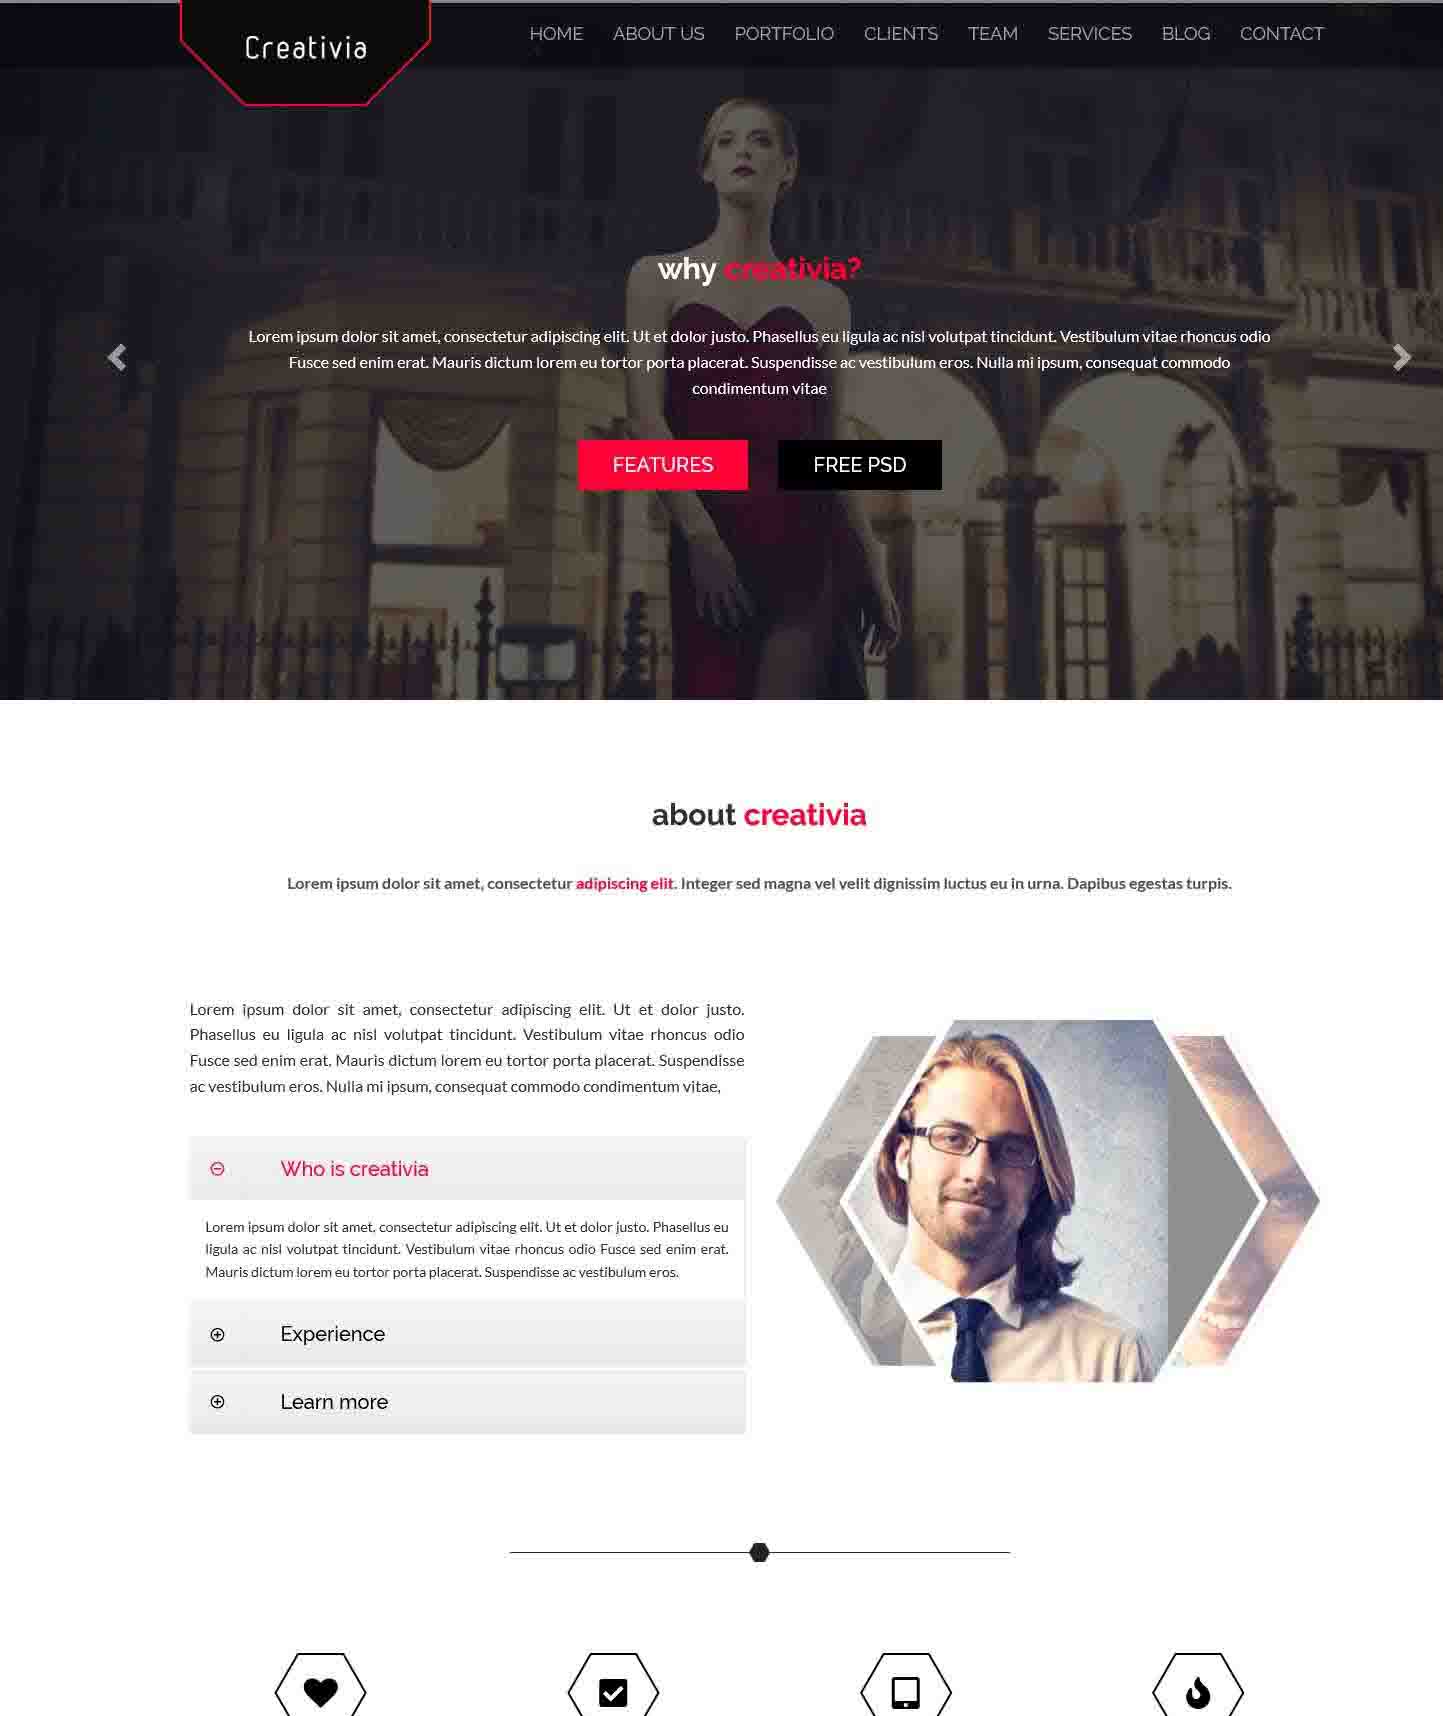 Creativia
HOME ABOUT US PORTFOLIO CLIENTS TEAM SERVICES BLOG CONTACT
why creativia?
Lorem ipsum dolor sit amet, consectetur adipiscing elit. Ut et dolor justo. Phasellus eu ligula ac nisl volutpat tincidunt. Vestibulum vitae rhoncus odio
Fusce sed enim erat. Mauris dictum lorem eu tortor porta placerat. Suspendisse ac vestibulum eros. Nulla mi ipsum, consequat commodo
condimentum vitae
FEATURES FREE PSD
about creativia
Lorem ipsum dolor sit amet, consectetur adipiscing elit. Integer sed magna vel velit dignissim luctus eu in urna. Dapibus egestas turpis.
Lorem ipsum dolor sit amet, consectetur adipiscing elit. Ut et dolor justo.
Phasellus eu ligula ac nisl volutpat tincidunt. Vestibulum vitae rhoncus odio
Fusce sed enim erat. Mauris dictum lorem eu tortor porta placerat. Suspendisse
ac vestibulum eros. Nulla mi ipsum, consequat commodo condimentum vitae,
Who is creativia
Lorem ipsum dolor sit amet, consectetur adipiscing elit. Ut et dolor justo. Phasellus eu
ligula ac nisl volutpat tincidunt. Vestibulum vitae rhoncus odio Fusce sed enim erat.
Mauris dictum lorem eu tortor porta placerat. Suspendisse ac vestibulum eros.
Experience
Learn more